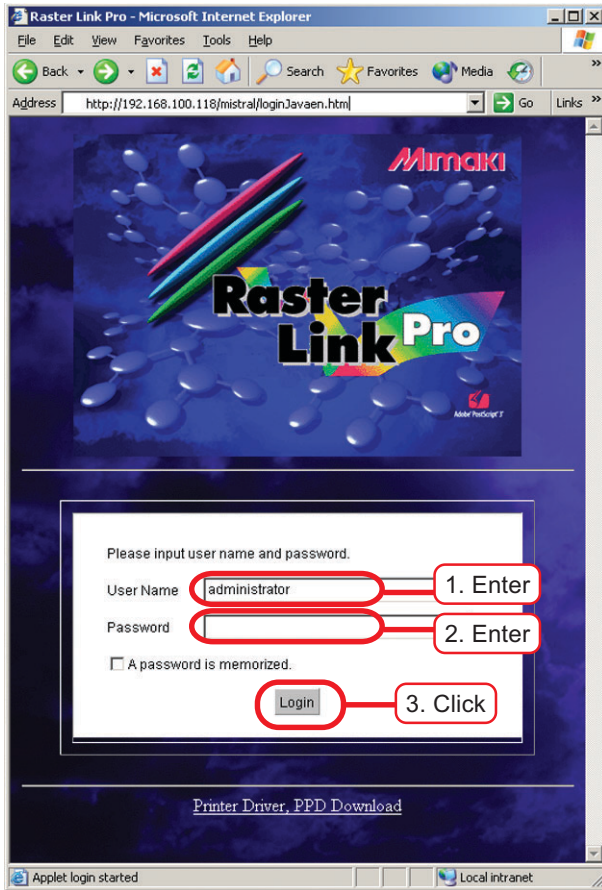 Raster Link Pro - Microsoft Internet Explorer
File Edit View Favorites Tools Help
Back Search Favorites Media »
Address http://192.168.100.118/mistral/loginJavaen.htm Go Links »
Mimaki
Raster
Link Pro
Adobe PostScript 3
Please input user name and password.
User Name administrator 1. Enter
Password 2. Enter
A password is memorized.
Login 3. Click
Printer Driver, PPD Download
Applet login started Local intranet